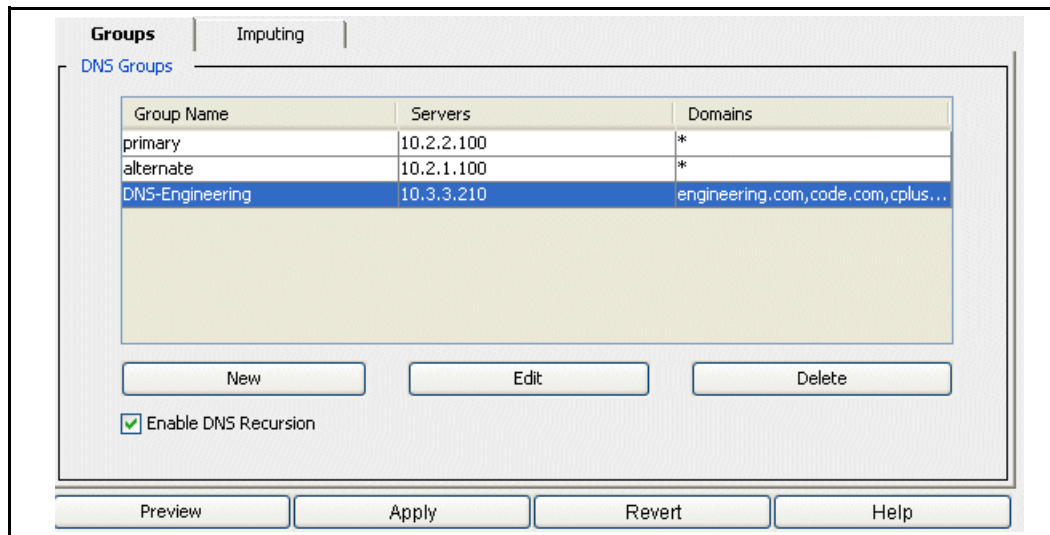 Groups Imputing
DNS Groups
Group Name Servers Domains
primary 10.2.2.100 *
alternate 10.2.1.100 *
DNS-Engineering 10.3.3.210 engineering.com,code.com,cplus...
New Edit Delete
Enable DNS Recursion
Preview Apply Revert Help